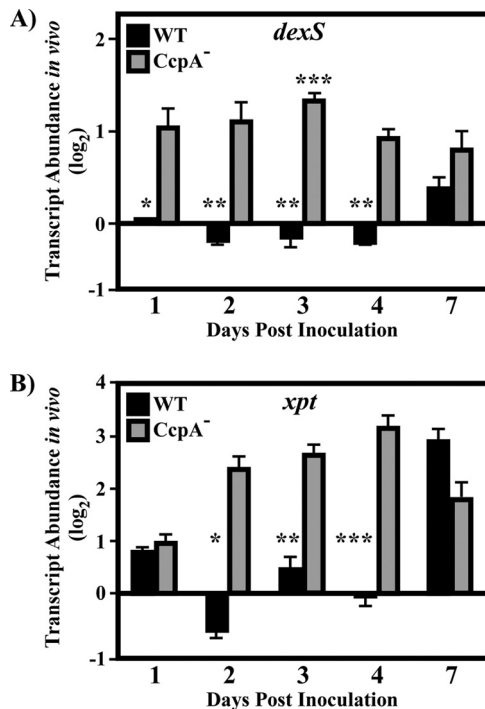 A)
dexS
WT
CcpA⁻
Transcript Abundance in vivo
(log₂)
2
1
0
-1
* ** ** *** **
1 2 3 4 7
Days Post Inoculation
B)
xpt
WT
CcpA⁻
Transcript Abundance in vivo
(log₂)
4
3
2
1
0
-1
* ** ***
1 2 3 4 7
Days Post Inoculation